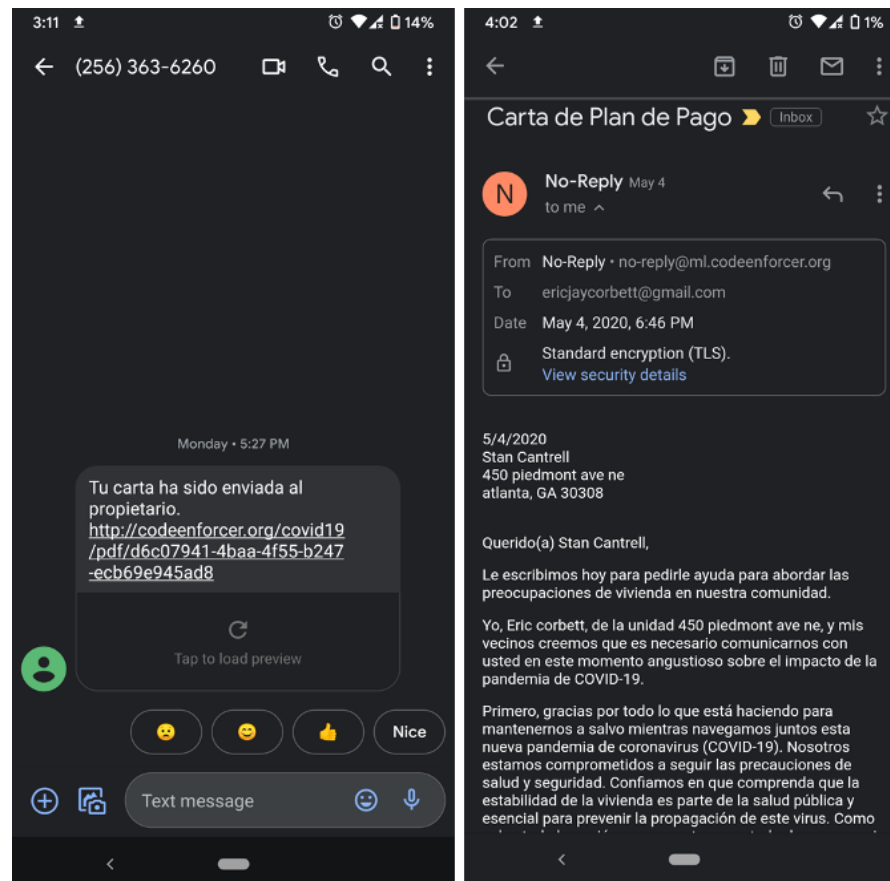 3:11
14%
(256) 363-6260
Monday • 5:27 PM
Tu carta ha sido enviada al
propietario.
http://codeenforcer.org/covid19
/pdf/d6c07941-4baa-4f55-b247
-ecb69e945ad8
Tap to load preview
Nice
Text message
4:02
1%
Carta de Plan de Pago
Inbox
N
No-Reply May 4
to me
From No-Reply • no-reply@ml.codeenforcer.org
To ericjaycorbett@gmail.com
Date May 4, 2020, 6:46 PM
Standard encryption (TLS).
View security details
5/4/2020
Stan Cantrell
450 piedmont ave ne
atlanta, GA 30308
Querido(a) Stan Cantrell,
Le escribimos hoy para pedirle ayuda para abordar las
preocupaciones de vivienda en nuestra comunidad.
Yo, Eric corbett, de la unidad 450 piedmont ave ne, y mis
vecinos creemos que es necesario comunicarnos con
usted en este momento angustioso sobre el impacto de la
pandemia de COVID-19.
Primero, gracias por todo lo que está haciendo para
mantenernos a salvo mientras navegamos juntos esta
nueva pandemia de coronavirus (COVID-19). Nosotros
estamos comprometidos a seguir las precauciones de
salud y seguridad. Confiamos en que comprenda que la
estabilidad de la vivienda es parte de la salud pública y
esencial para prevenir la propagación de este virus. Como